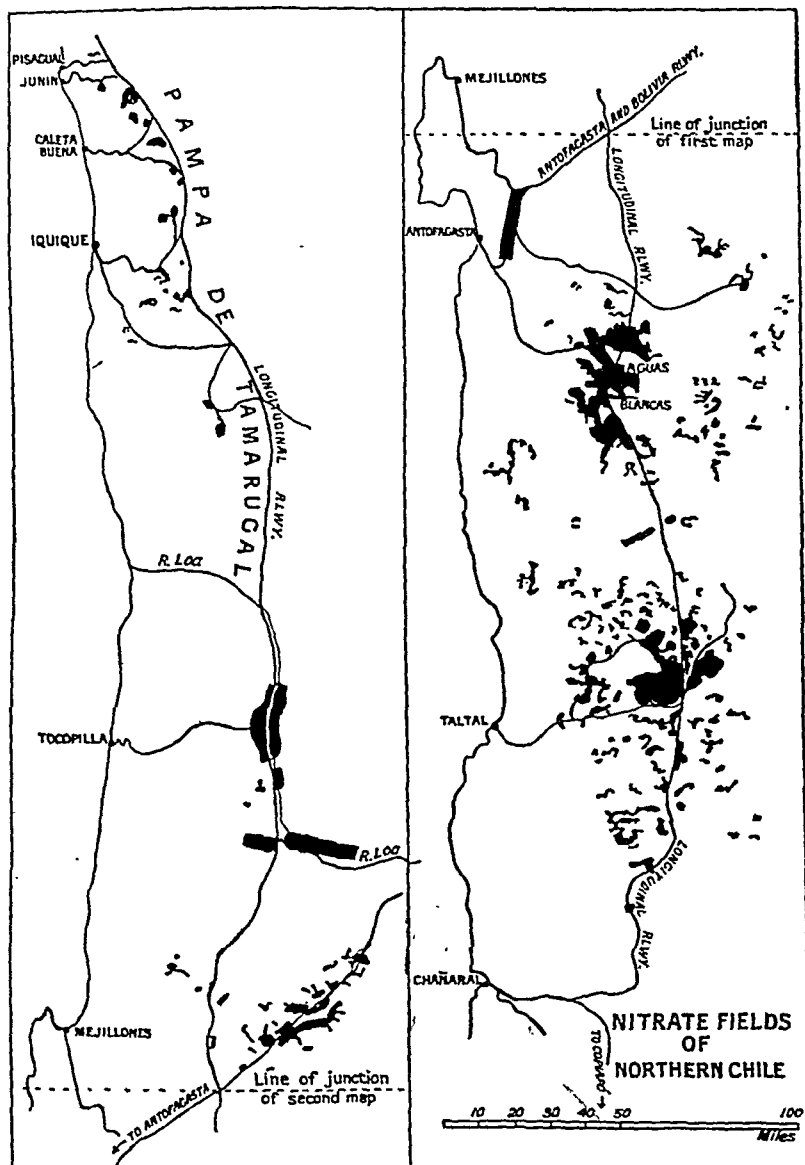 PISAGUA
JUNIN
CALETA
BUENA
IQUIQUE
PAMPA DE TAMARUGAL
LONGITUDINAL RLWY.
R. LOA
TOCOPILLA
R. LOA
MEJILLONES
Line of junction
of second map
← TO ANTOFAGASTA
MEJILLONES
ANTOFAGASTA AND BOLIVIA RLWY.
Line of junction
of first map
LONGITUDINAL RLWY.
ANTOFAGASTA
AGUAS
BLANCAS
TALTAL
LONGITUDINAL RLWY.
CHAÑARAL
TO COPIAPO →
NITRATE FIELDS
OF
NORTHERN CHILE
10 20 30 40 50 100
Miles